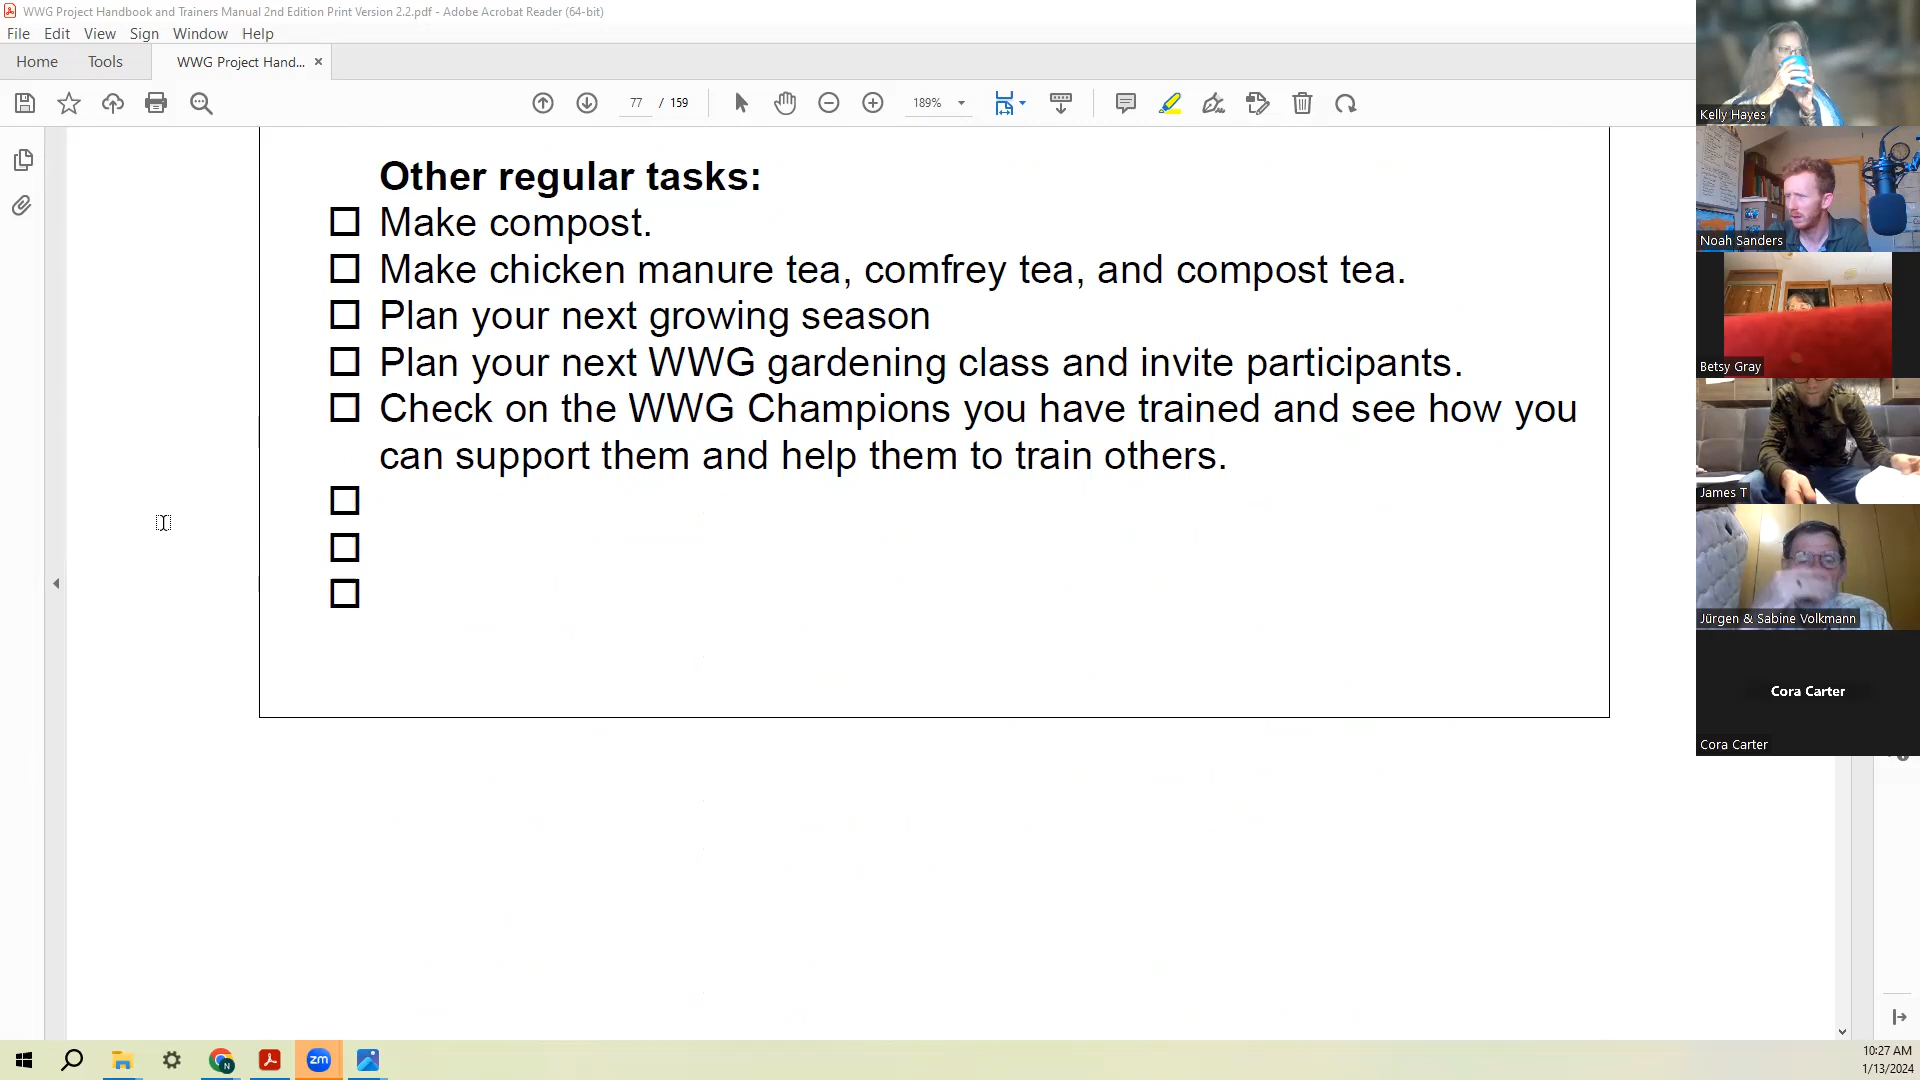 WWG Project Handbook and Trainers Manual 2nd Edition Print Version 2.2.pdf - Adobe Acrobat Reader (64-bit)
File Edit View Sign Window Help
Home Tools WWG Project Hand... ×
77 / 159 189%
Other regular tasks:
Make compost.
Make chicken manure tea, comfrey tea, and compost tea.
Plan your next growing season
Plan your next WWG gardening class and invite participants.
Check on the WWG Champions you have trained and see how you
can support them and help them to train others.
Kelly Hayes
Noah Sanders
Betsy Gray
James T
Jürgen & Sabine Volkmann
Cora Carter
Cora Carter
N
zm
10:27 AM
1/13/2024